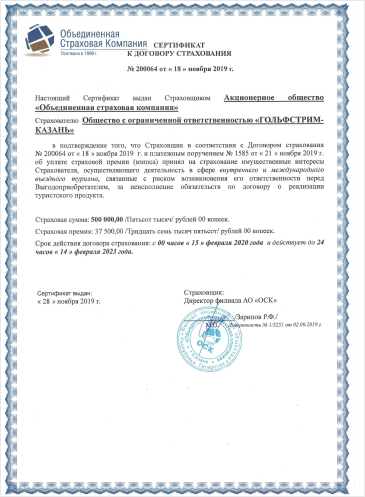 Объединенная
Страховая Компания
Основана в 1990 г.
СЕРТИФИКАТ
К ДОГОВОРУ СТРАХОВАНИЯ
№ 200064 от « 18 » ноября 2019 г.
Настоящий Сертификат выдан Страховщиком Акционерное общество
«Объединенная страховая компания»
Страхователю Общество с ограниченной ответственностью «ГОЛЬФСТРИМ-
КАЗАНЬ»
в подтверждение того, что Страховщик в соответствии с Договором страхования
№ 200064 от « 18 » ноября 2019 г. и платежным поручением № 1585 от « 21 » ноября 2019 г.
об уплате страховой премии (взноса) принял на страхование имущественные интересы
Страхователя, осуществляющего деятельность в сфере внутреннего и международного
въездного туризма, связанные с риском возникновения его ответственности перед
Выгодоприобретателем, за неисполнение обязательств по договору о реализации
туристского продукта.
Страховая сумма: 500 000,00 /Пятьсот тысяч/ рублей 00 копеек.
Страховая премия: 37 500,00 /Тридцать семь тысяч пятьсот/ рублей 00 копеек.
Срок действия договора страхования: с 00 часов « 15 » февраля 2020 года и действует до 24
часов « 14 » февраля 2023 года.
Сертификат выдан:
« 28 » ноября 2019 г.
Страховщик:
Директор филиала АО «ОСК»
/Зарипов Р.Ф./
М.П. Доверенность № 1/2251 от 02.09.2019 г.
ОСК